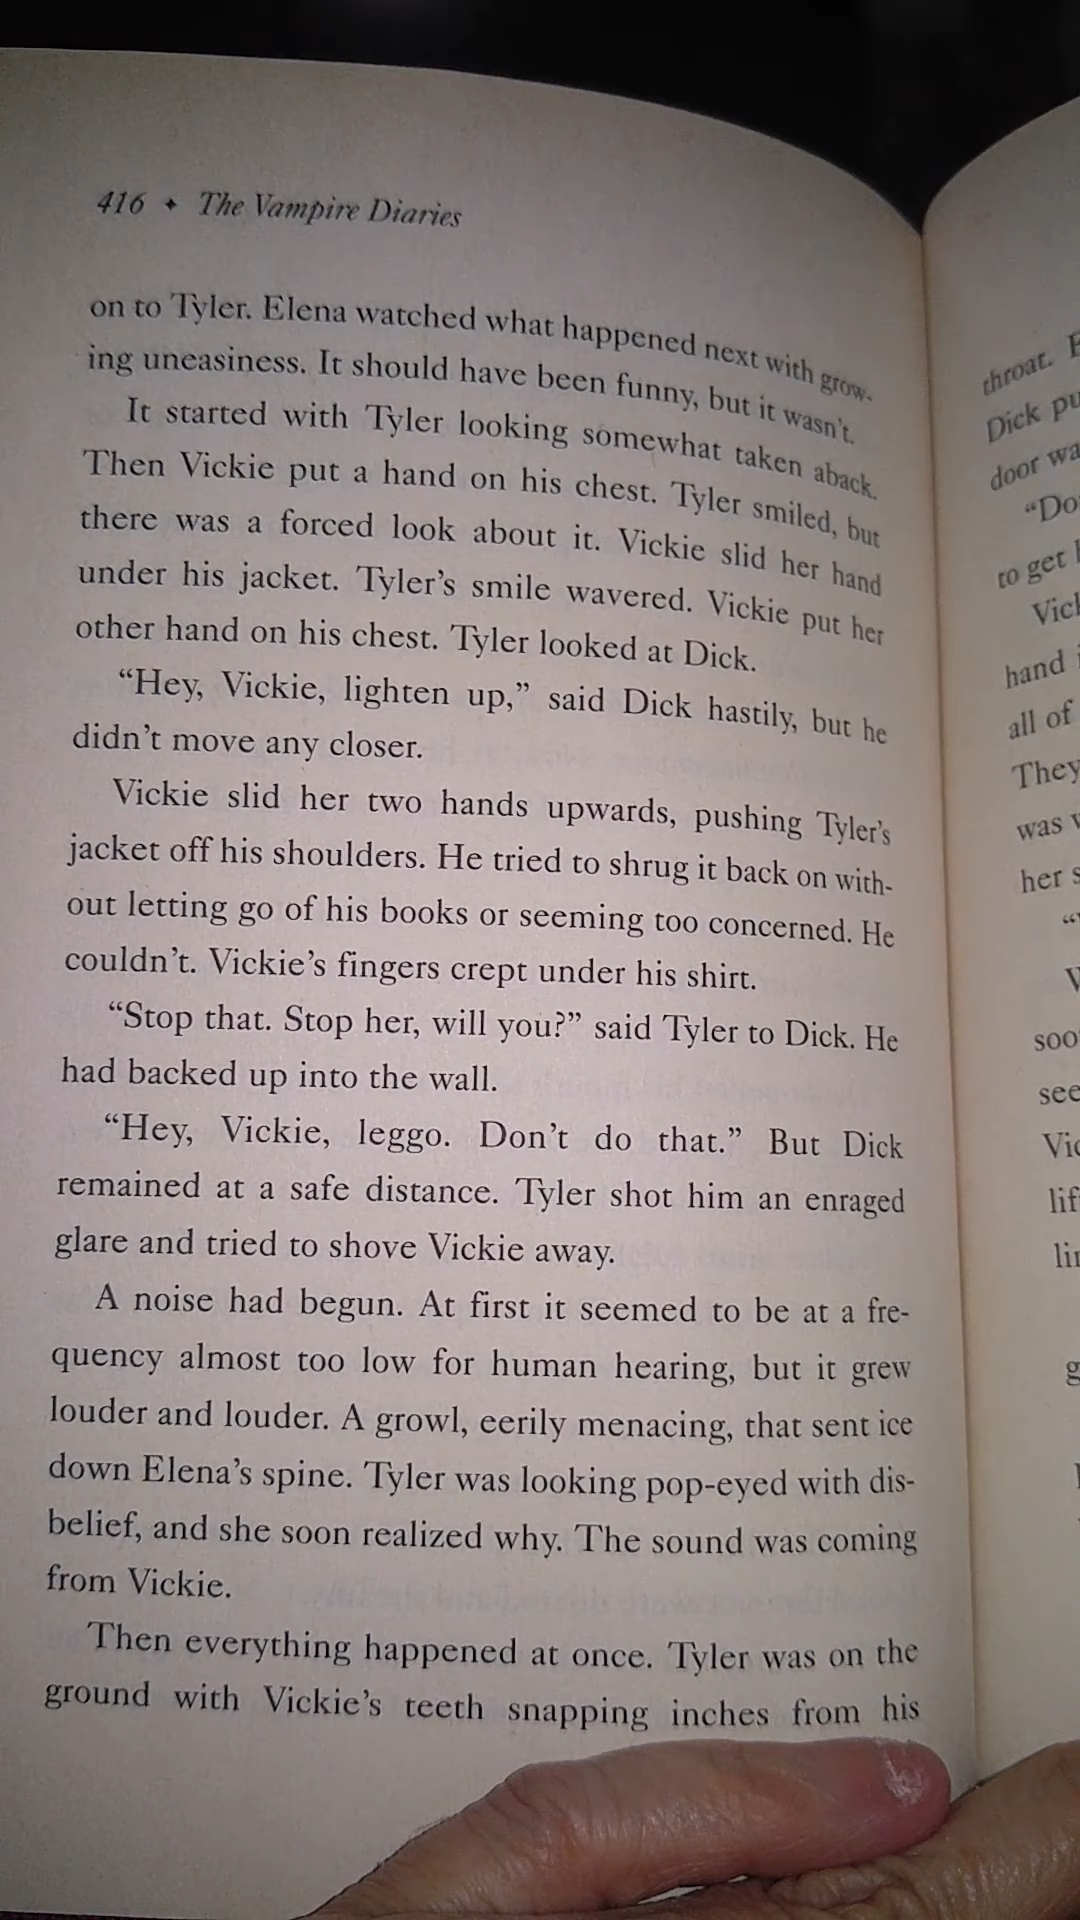 416 ✦ The Vampire Diaries
on to Tyler. Elena watched what happened next with grow-
ing uneasiness. It should have been funny, but it wasn't.
It started with Tyler looking somewhat taken aback.
Then Vickie put a hand on his chest. Tyler smiled, but
there was a forced look about it. Vickie slid her hand
under his jacket. Tyler's smile wavered. Vickie put her
other hand on his chest. Tyler looked at Dick.
“Hey, Vickie, lighten up,” said Dick hastily, but he
didn't move any closer.
Vickie slid her two hands upwards, pushing Tyler's
jacket off his shoulders. He tried to shrug it back on with-
out letting go of his books or seeming too concerned. He
couldn't. Vickie's fingers crept under his shirt.
“Stop that. Stop her, will you?” said Tyler to Dick. He
had backed up into the wall.
“Hey, Vickie, leggo. Don't do that.” But Dick
remained at a safe distance. Tyler shot him an enraged
glare and tried to shove Vickie away.
A noise had begun. At first it seemed to be at a fre-
quency almost too low for human hearing, but it grew
louder and louder. A growl, eerily menacing, that sent ice
down Elena's spine. Tyler was looking pop-eyed with dis-
belief, and she soon realized why. The sound was coming
from Vickie.
Then everything happened at once. Tyler was on the
ground with Vickie's teeth snapping inches from his
throat.
Dick
door
to get
hand
all of
They
was
her